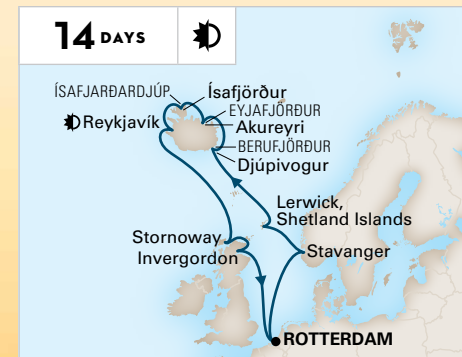 14 DAYS
ÍSAFJARÐARDJÚP
Ísafjörður
EYJAFJÖRÐUR
Reykjavík
Akureyri
BERUFJÖRÐUR
Djúpivogur
Lerwick,
Shetland Islands
Stornoway
Stavanger
Invergordon
ROTTERDAM